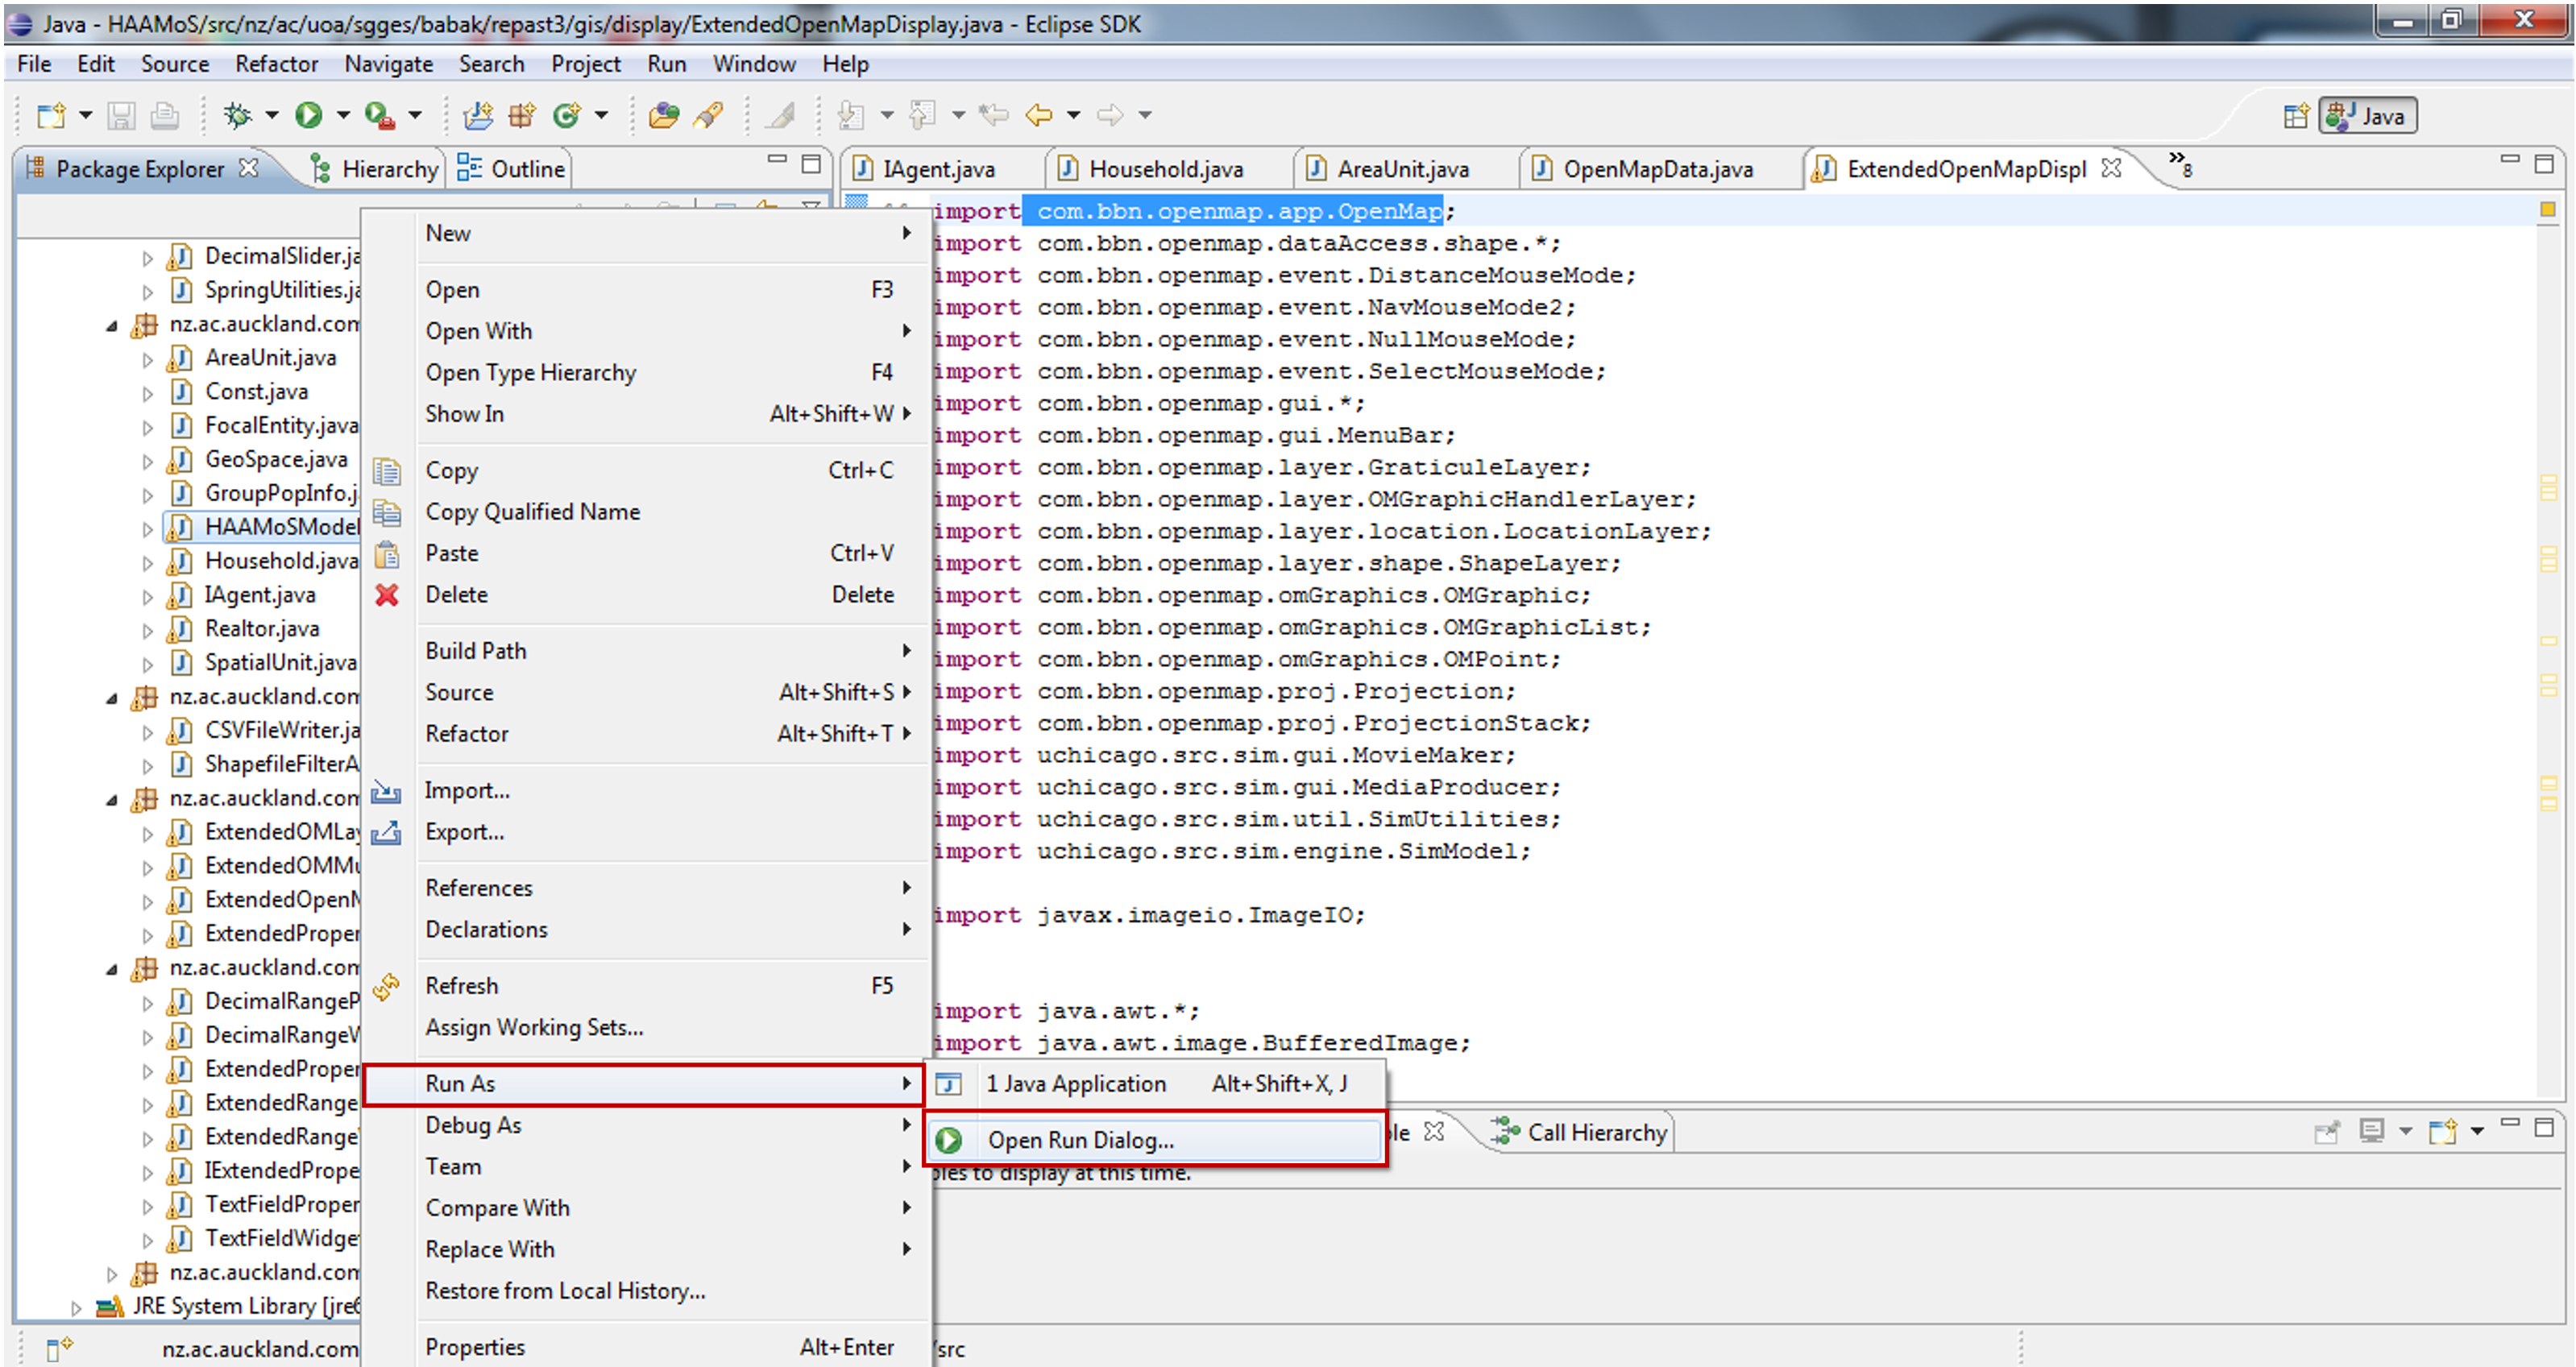 Java - HAAMoS/src/nz/ac/uoa/sgges/babak/repast3/gis/display/ExtendedOpenMapDisplay.java - Eclipse SDK
File Edit Source Refactor Navigate Search Project Run Window Help
Java
Package Explorer Hierarchy Outline
IAgent.java Household.java AreaUnit.java OpenMapData.java ExtendedOpenMapDispl »8
DecimalSlider.ja
SpringUtilities.ja
nz.ac.auckland.com
AreaUnit.java
Const.java
FocalEntity.java
GeoSpace.java
GroupPopInfo.j
HAAMoSModel
Household.java
IAgent.java
Realtor.java
SpatialUnit.java
nz.ac.auckland.com
CSVFileWriter.ja
ShapefileFilterA
nz.ac.auckland.com
ExtendedOMLay
ExtendedOMMu
ExtendedOpenM
ExtendedProper
nz.ac.auckland.com
DecimalRangeP
DecimalRangeW
ExtendedProper
ExtendedRange
ExtendedRange
IExtendedPrope
TextFieldProper
TextFieldWidge
nz.ac.auckland.com
JRE System Library [jre6
nz.ac.auckland.com
New
Open F3
Open With
Open Type Hierarchy F4
Show In Alt+Shift+W
Copy Ctrl+C
Copy Qualified Name
Paste Ctrl+V
Delete Delete
Build Path
Source Alt+Shift+S
Refactor Alt+Shift+T
Import...
Export...
References
Declarations
Refresh F5
Assign Working Sets...
Run As
Debug As
Team
Compare With
Replace With
Restore from Local History...
Properties Alt+Enter
1 Java Application Alt+Shift+X, J
Open Run Dialog...
import com.bbn.openmap.app.OpenMap;
import com.bbn.openmap.dataAccess.shape.*;
import com.bbn.openmap.event.DistanceMouseMode;
import com.bbn.openmap.event.NavMouseMode2;
import com.bbn.openmap.event.NullMouseMode;
import com.bbn.openmap.event.SelectMouseMode;
import com.bbn.openmap.gui.*;
import com.bbn.openmap.gui.MenuBar;
import com.bbn.openmap.layer.GraticuleLayer;
import com.bbn.openmap.layer.OMGraphicHandlerLayer;
import com.bbn.openmap.layer.location.LocationLayer;
import com.bbn.openmap.layer.shape.ShapeLayer;
import com.bbn.openmap.omGraphics.OMGraphic;
import com.bbn.openmap.omGraphics.OMGraphicList;
import com.bbn.openmap.omGraphics.OMPoint;
import com.bbn.openmap.proj.Projection;
import com.bbn.openmap.proj.ProjectionStack;
import uchicago.src.sim.gui.MovieMaker;
import uchicago.src.sim.gui.MediaProducer;
import uchicago.src.sim.util.SimUtilities;
import uchicago.src.sim.engine.SimModel;
import javax.imageio.ImageIO;
import java.awt.*;
import java.awt.image.BufferedImage;
le Call Hierarchy
oles to display at this time.
/src